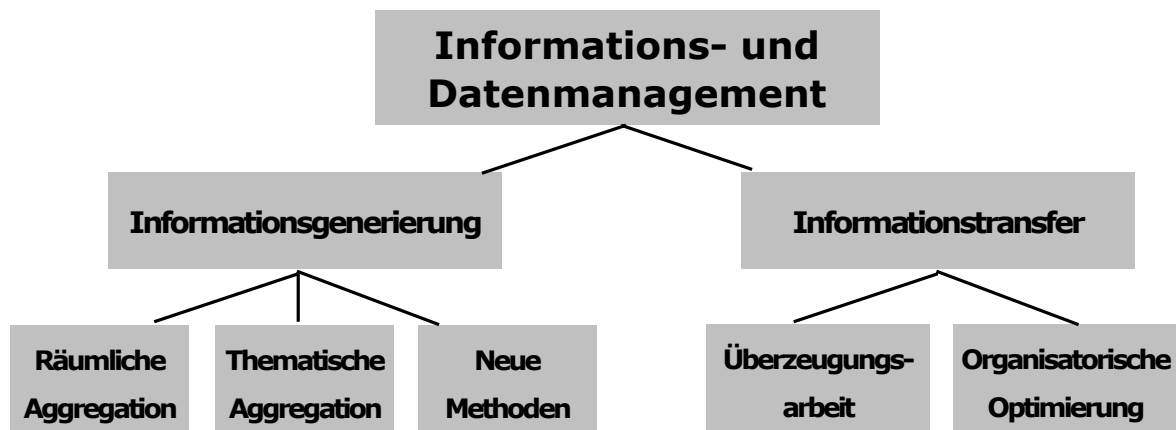 Informations- und
Datenmanagement
Informationsgenerierung
Informationstransfer
Räumliche
Aggregation
Thematische
Aggregation
Neue
Methoden
Überzeugungs-
arbeit
Organisatorische
Optimierung